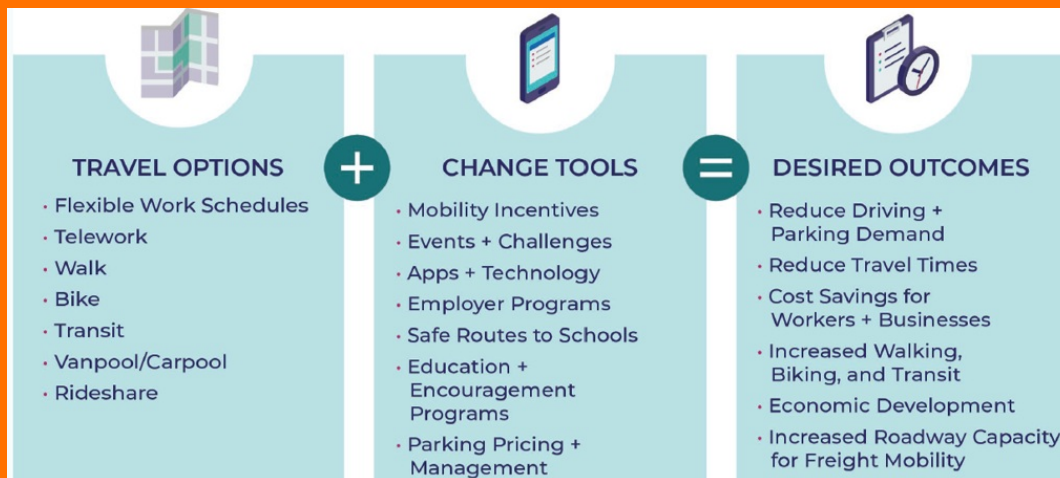 TRAVEL OPTIONS
· Flexible Work Schedules
· Telework
· Walk
· Bike
· Transit
· Vanpool/Carpool
· Rideshare
+
CHANGE TOOLS
· Mobility Incentives
· Events + Challenges
· Apps + Technology
· Employer Programs
· Safe Routes to Schools
· Education +
Encouragement
Programs
· Parking Pricing +
Management
=
DESIRED OUTCOMES
· Reduce Driving +
Parking Demand
· Reduce Travel Times
· Cost Savings for
Workers + Businesses
· Increased Walking,
Biking, and Transit
· Economic Development
· Increased Roadway Capacity
for Freight Mobility